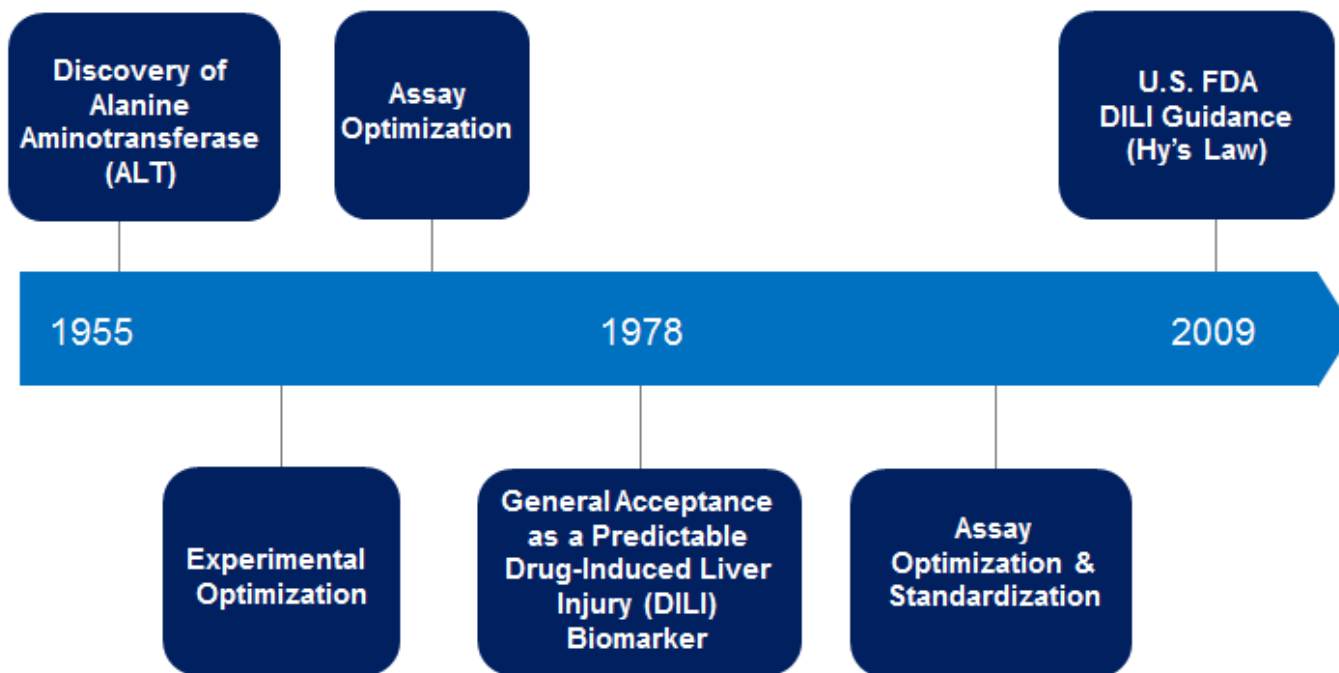 Discovery of
Alanine
Aminotransferase
(ALT)
Assay
Optimization
U.S. FDA
DILI Guidance
(Hy's Law)
1955
1978
2009
Experimental
Optimization
General Acceptance
as a Predictable
Drug-Induced Liver
Injury (DILI)
Biomarker
Assay
Optimization &
Standardization